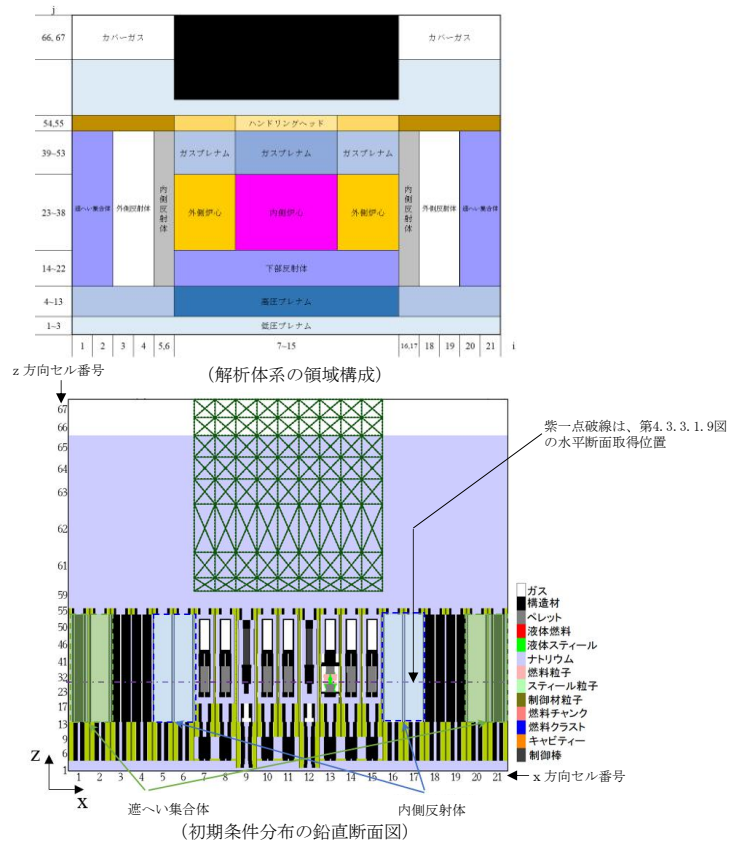 j
66, 67
カバーガス
カバーガス
54,55
ハンドリングヘッド
39~53
ガスプレナム
ガスプレナム
ガスプレナム
23~38
遮へい集合体
外側反射体
内側反射体
外側炉心
内側炉心
外側炉心
内側反射体
外側反射体
遮へい集合体
14~22
下部反射体
4~13
高圧プレナム
1~3
低圧プレナム
1 2 3 4 5,6 7~15 16,17 18 19 20 21 i
(解析体系の領域構成)
z 方向セル番号
67
66
65
64
63
62
61
59
55
50
46
41
32
23
17
13
9
6
1
紫一点破線は、第4.3.3.1.9図
の水平断面取得位置
ガス
構造材
ペレット
液体燃料
液体スティール
ナトリウム
燃料粒子
スティール粒子
制御材粒子
燃料チャンク
燃料クラスト
キャビティー
制御棒
Z
X
1 2 3 4 5 6 7 8 9 10 11 12 13 14 15 16 17 18 19 20 21
x 方向セル番号
遮へい集合体
内側反射体
(初期条件分布の鉛直断面図)